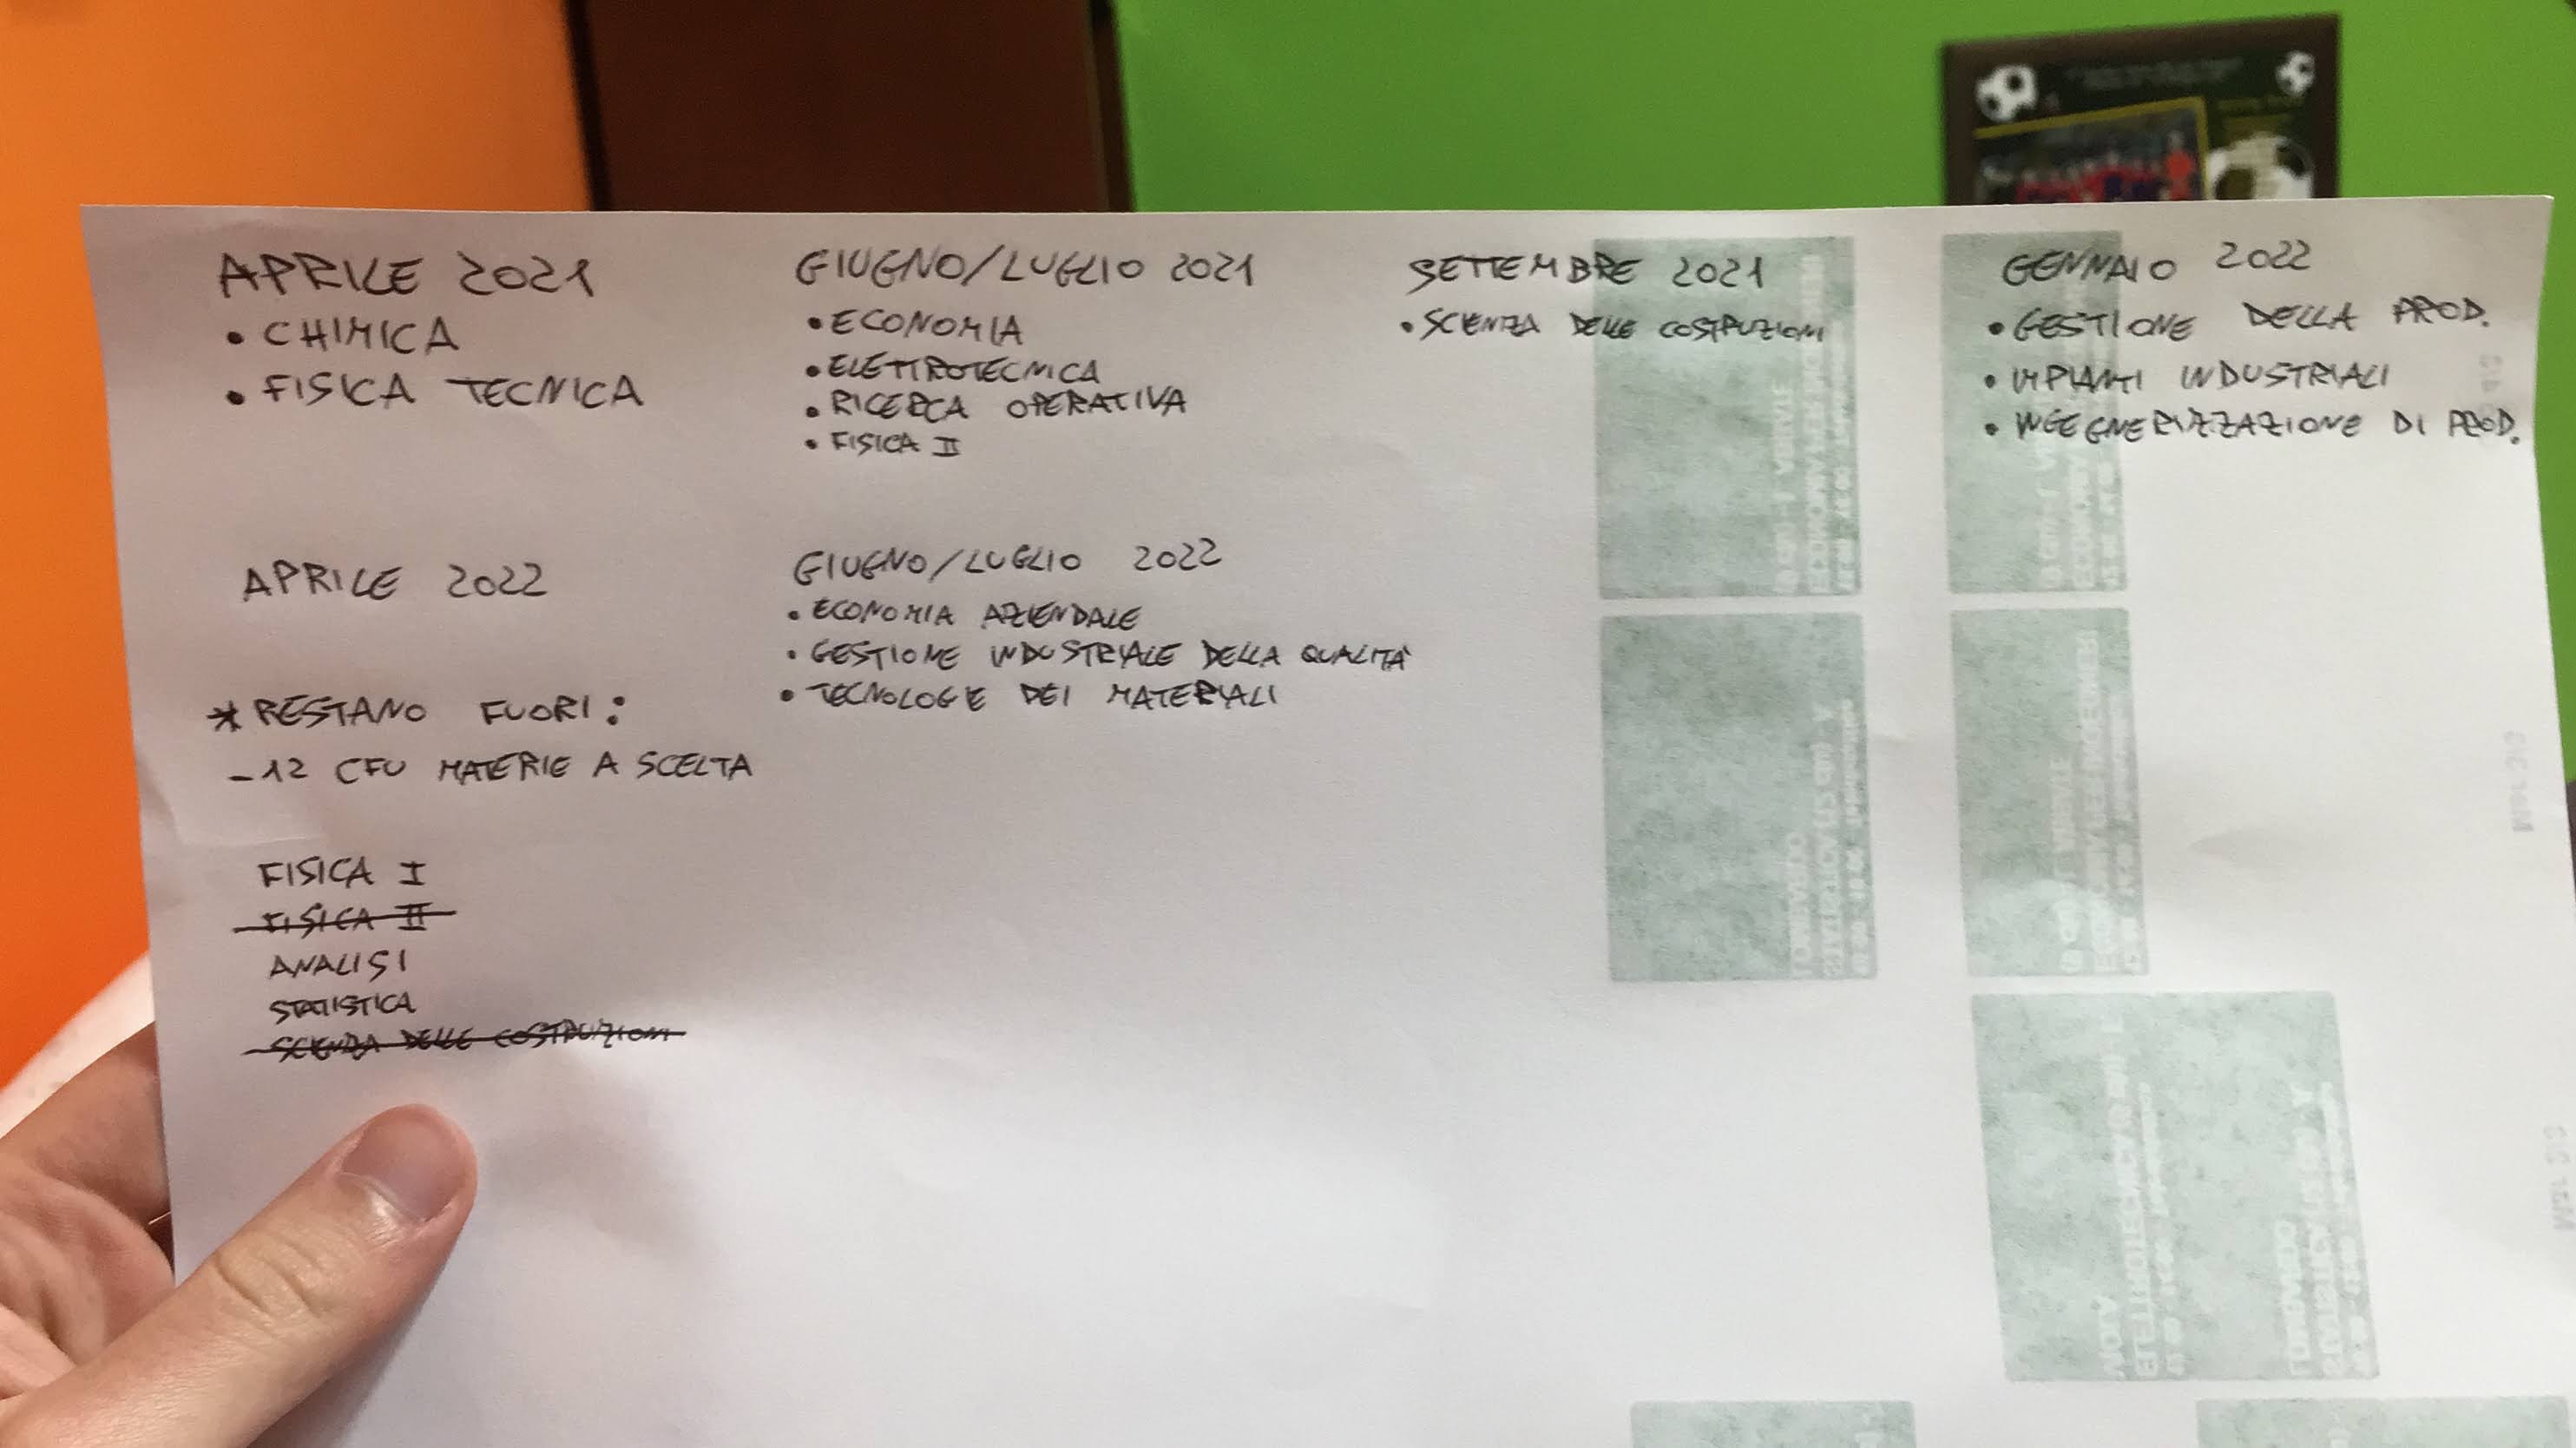 APRILE 2021
• CHIMICA
• FISICA TECNICA
GIUGNO/LUGLIO 2021
• ECONOMIA
• ELETTROTECNICA
• RICERCA OPERATIVA
• FISICA II
SETTEMBRE 2021
• SCIENZA DELLE COSTRUZIONI
GENNAIO 2022
• GESTIONE DELLA PROD.
• IMPIANTI INDUSTRIALI
• INGEGNERIZZAZIONE DI PROD.
APRILE 2022
GIUGNO/LUGLIO 2022
• ECONOMIA AZIENDALE
• GESTIONE INDUSTRIALE DELLA QUALITÀ
• TECNOLOGIE DEI MATERIALI
* RESTANO FUORI:
- 12 CFU MATERIE A SCELTA
FISICA I
FISICA II
ANALISI
STATISTICA
SCIENZA DELLE COSTRUZIONI